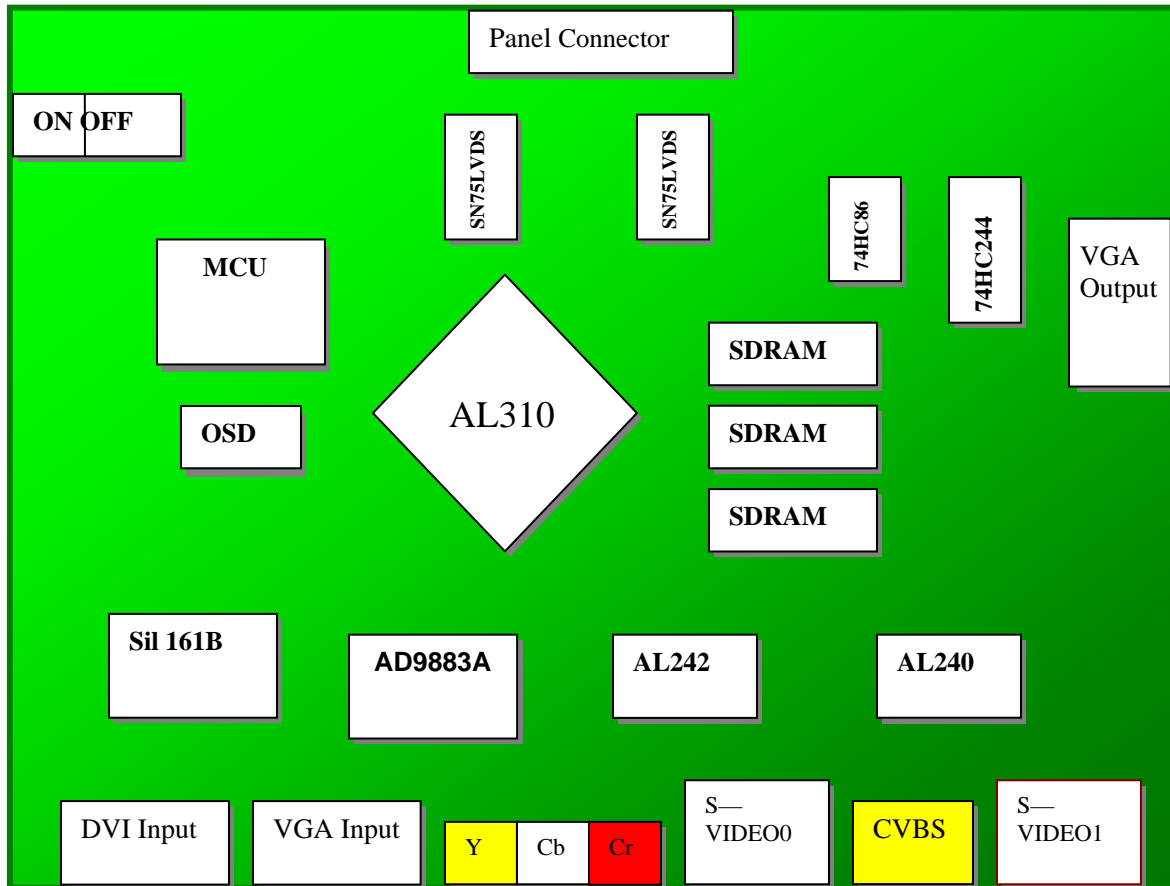 Panel Connector
ON OFF
SN75LVDS
SN75LVDS
74HC86
74HC244
VGA
Output
MCU
SDRAM
AL310
OSD
SDRAM
SDRAM
Sil 161B
AD9883A
AL242
AL240
DVI Input
VGA Input
Y
Cb
Cr
S—
VIDEO0
CVBS
S—
VIDEO1